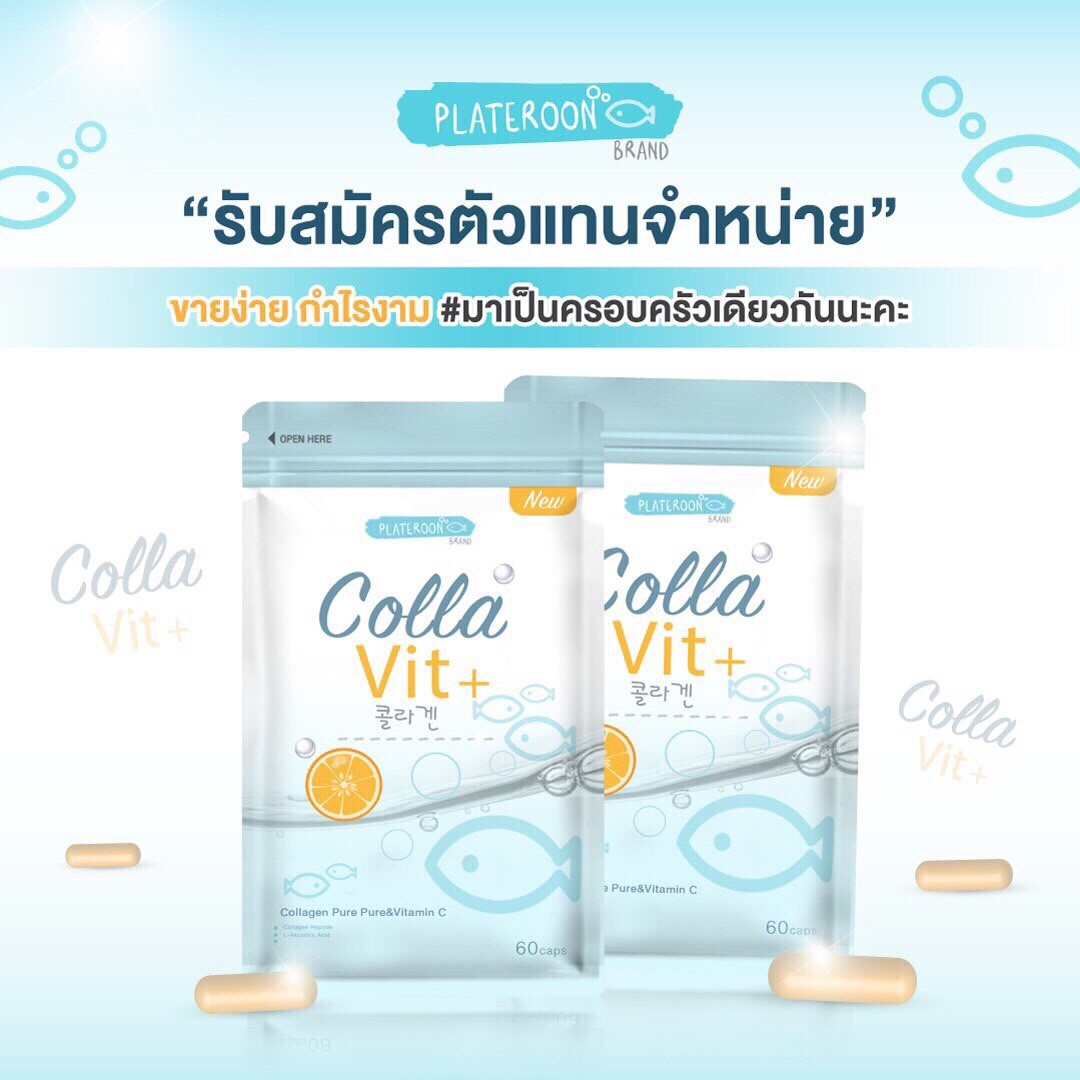 PLATEROON
BRAND
“รับสมัครตัวแทนจำหน่าย”
ขายง่าย กำไรงาม #มาเป็นครอบครัวเดียวกันนะคะ
OPEN HERE
New
PLATEROON
BRAND
Colla
Vit+
콜라겐
Collagen Pure Pure&Vitamin C
Collagen Peptide
L-Ascorbic Acid
60caps
New
PLATEROON
BRAND
Colla
Vit+
콜라겐
e Pure&Vitamin C
60caps
Colla
Vit+
Colla
Vit+